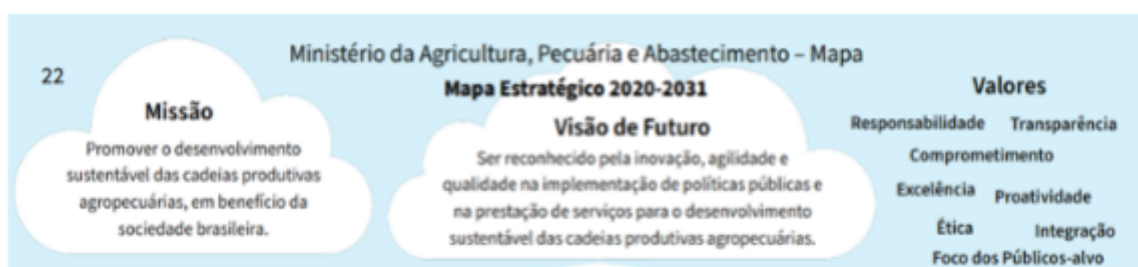 Ministério da Agricultura, Pecuária e Abastecimento – Mapa
22
Mapa Estratégico 2020-2031
Missão
Promover o desenvolvimento
sustentável das cadeias produtivas
agropecuárias, em benefício da
sociedade brasileira.
Visão de Futuro
Ser reconhecido pela inovação, agilidade e
qualidade na implementação de políticas públicas e
na prestação de serviços para o desenvolvimento
sustentável das cadeias produtivas agropecuárias.
Valores
Responsabilidade Transparência
Comprometimento
Excelência Proatividade
Ética Integração
Foco dos Públicos-alvo